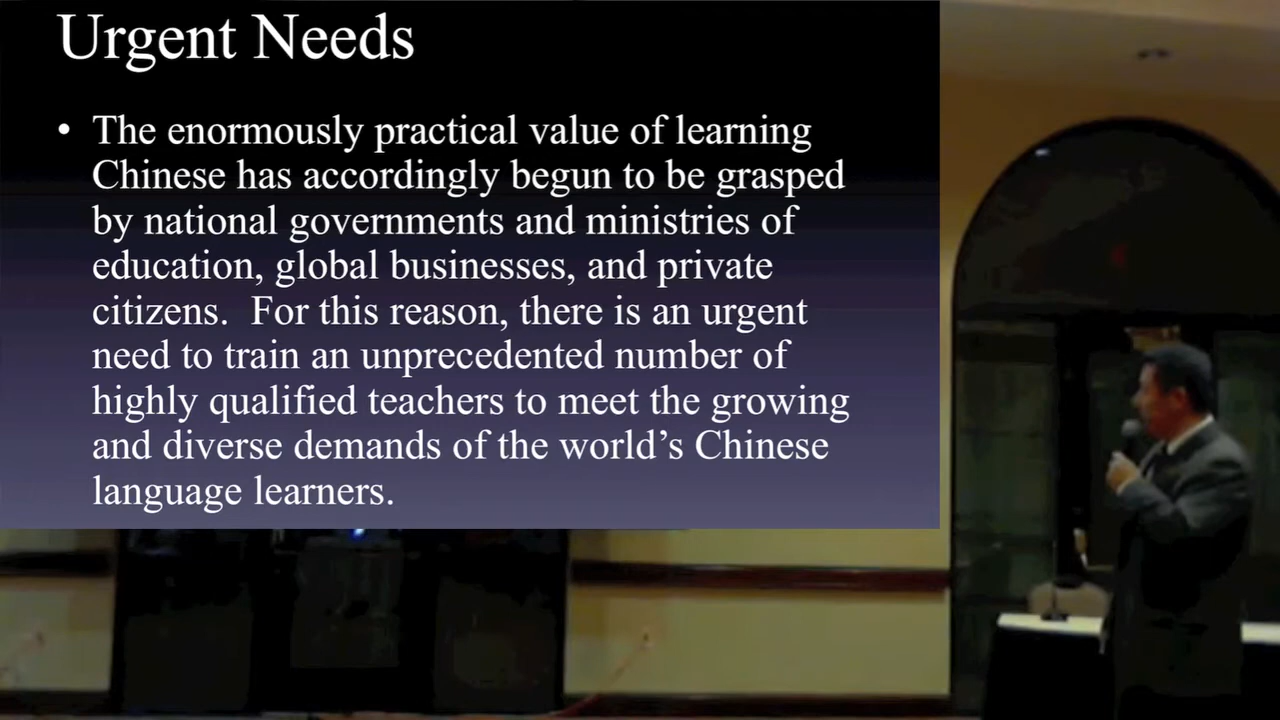 Urgent Needs
• The enormously practical value of learning
Chinese has accordingly begun to be grasped
by national governments and ministries of
education, global businesses, and private
citizens.  For this reason, there is an urgent
need to train an unprecedented number of
highly qualified teachers to meet the growing
and diverse demands of the world’s Chinese
language learners.